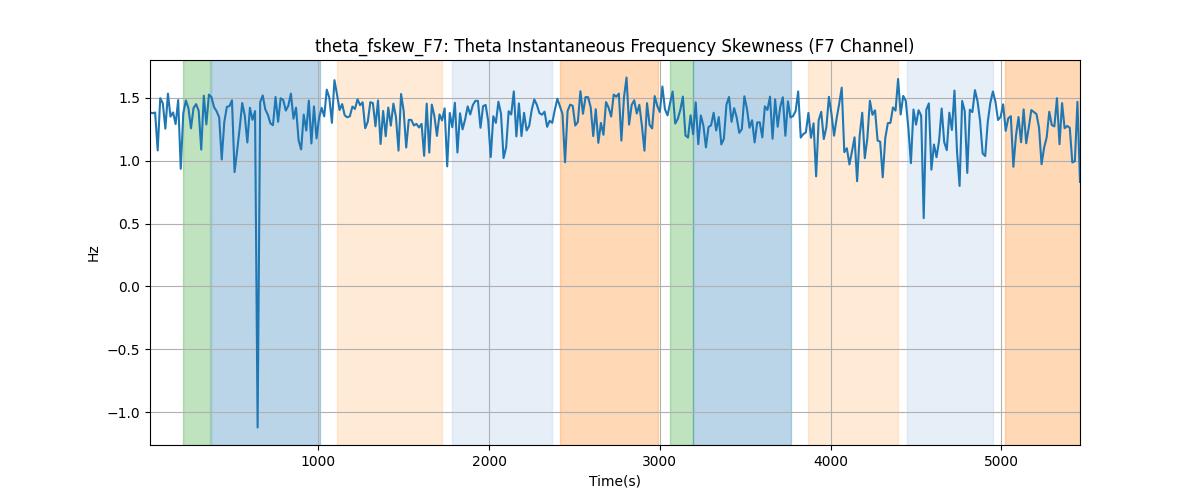 theta_fskew_F7: Theta Instantaneous Frequency Skewness (F7 Channel)
1.5
1.0
0.5
0.0
−0.5
−1.0
Hz
1000 2000 3000 4000 5000
Time(s)